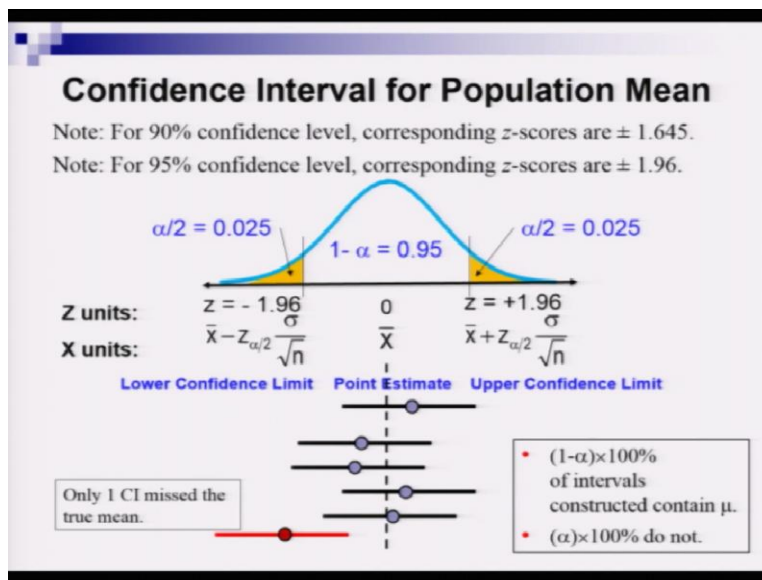 Confidence Interval for Population Mean
Note: For 90% confidence level, corresponding z-scores are ± 1.645.
Note: For 95% confidence level, corresponding z-scores are ± 1.96.
α/2 = 0.025
1- α = 0.95
α/2 = 0.025
Z units:
z = - 1.96
0
z = +1.96
X units:
x̄−Zα/2 σ/√n
x̄
x̄+Zα/2 σ/√n
Lower Confidence Limit
Point Estimate
Upper Confidence Limit
Only 1 CI missed the
true mean.
• (1-α)×100%
of intervals
constructed contain μ.
• (α)×100% do not.